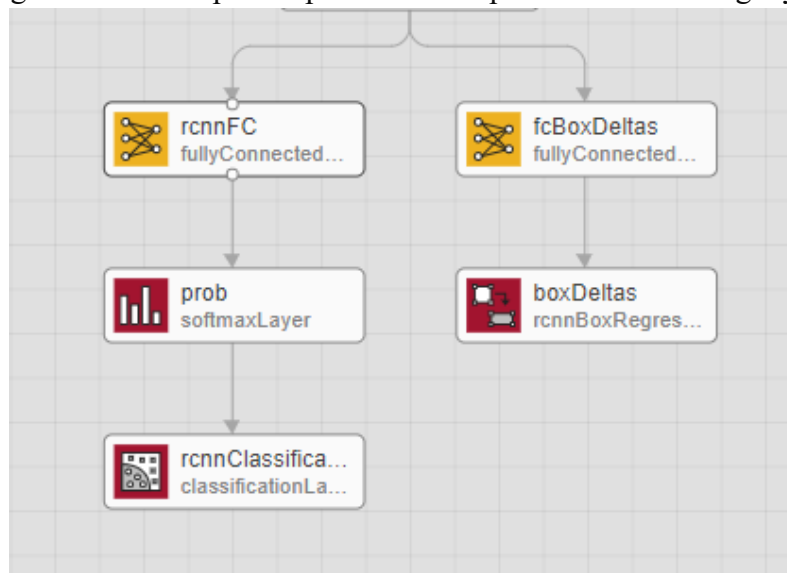 rcnnFC
fullyConnected...
fcBoxDeltas
fullyConnected...
prob
softmaxLayer
boxDeltas
rcnnBoxRegres...
rcnnClassifica...
classificationLa...